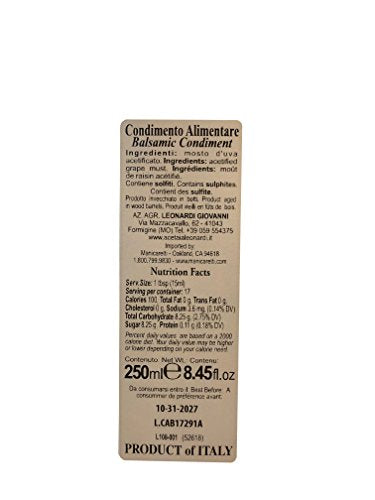 Condimento Alimentare
Balsamic Condiment
Ingredienti: mosto d'uva
acetificato. Ingredients: acetified
grape must. Ingrédients: moût
de raisin acetifié.
Contiene solfiti. Contains sulphites.
Contient des sulfite.
Prodotto invecchiato in botti. Product aged
in wood barrels. Produit vieilli en fûts de bois.
AZ. AGR. LEONARDI GIOVANNI
Via Mazzacavallo, 62 - 41043
Formigine (MO) Tel. +39 059 554375
www.acetaialeonardi.it
Imported by:
Manicaretti - Oakland, CA 94618
1.800.799.9830 - www.manicaretti.com
Nutrition Facts
Serv.Size: 1 tbsp (15ml)
Serving per container: 17
Calories 100, Total Fat 0 g, Trans Fat 0 g,
Cholesterol 0 g, Sodium 3.6 mg, (0.14% DV)
Total Carbohydrate 8.25 g, (2.75% DV)
Sugar 8.25 g, Protein 0.11 g (0.18% DV)
Percent daily values are based on a 2000
calorie diet. Your daily value may be higher
or lower depending on your calorie needed.
Contenuto: Net Wt.: Contenu:
250ml℮8.45fl.oz
Da consumarsi entro il: Best Before: A
consommer de préférence avant:
10-31-2027
L.CAB17291A
L106-001 (52618)
PRODUCT of ITALY